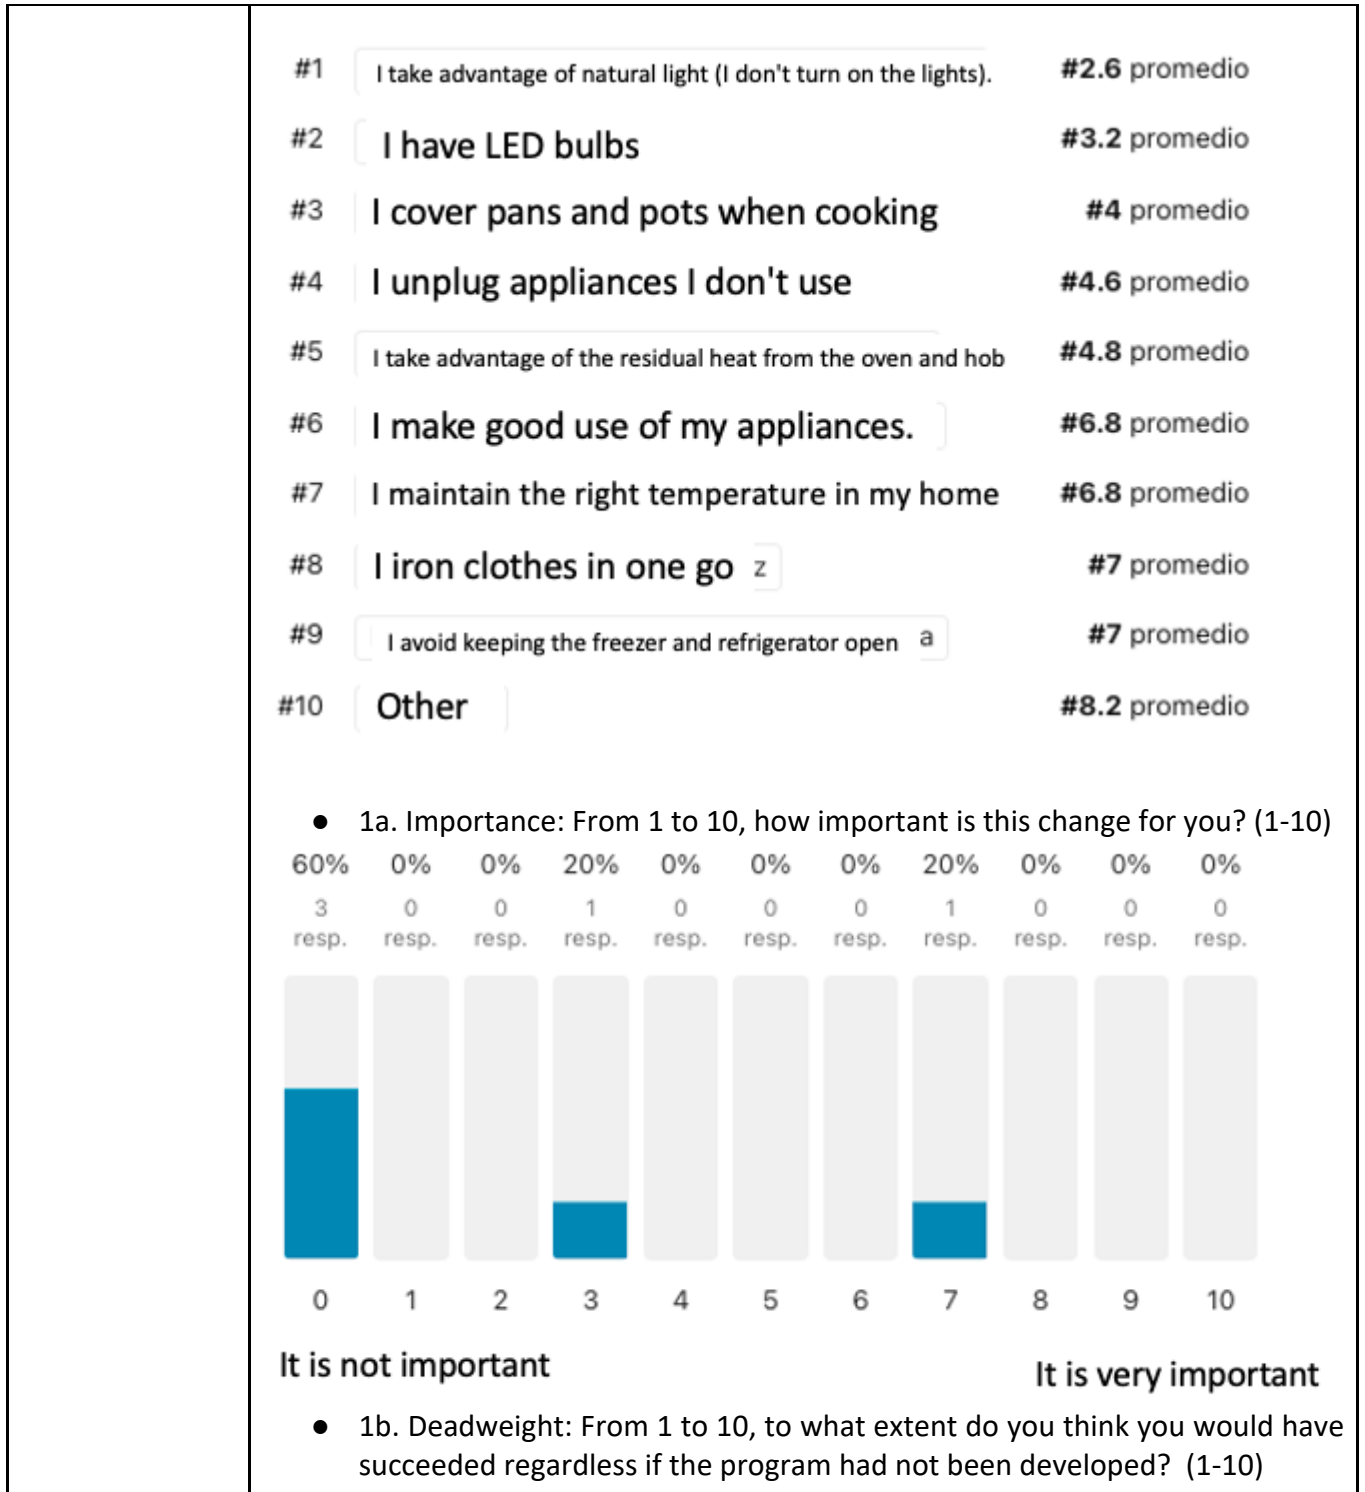 #1 I take advantage of natural light (I don't turn on the lights). #2.6 promedio
#2 I have LED bulbs #3.2 promedio
#3 I cover pans and pots when cooking #4 promedio
#4 I unplug appliances I don't use #4.6 promedio
#5 I take advantage of the residual heat from the oven and hob #4.8 promedio
#6 I make good use of my appliances. #6.8 promedio
#7 I maintain the right temperature in my home #6.8 promedio
#8 I iron clothes in one go z #7 promedio
#9 I avoid keeping the freezer and refrigerator open a #7 promedio
#10 Other #8.2 promedio
● 1a. Importance: From 1 to 10, how important is this change for you? (1-10)
60% 0% 0% 20% 0% 0% 0% 20% 0% 0% 0%
3 0 0 1 0 0 0 1 0 0 0
resp. resp. resp. resp. resp. resp. resp. resp. resp. resp. resp.
0 1 2 3 4 5 6 7 8 9 10
It is not important It is very important
● 1b. Deadweight: From 1 to 10, to what extent do you think you would have
succeeded regardless if the program had not been developed? (1-10)